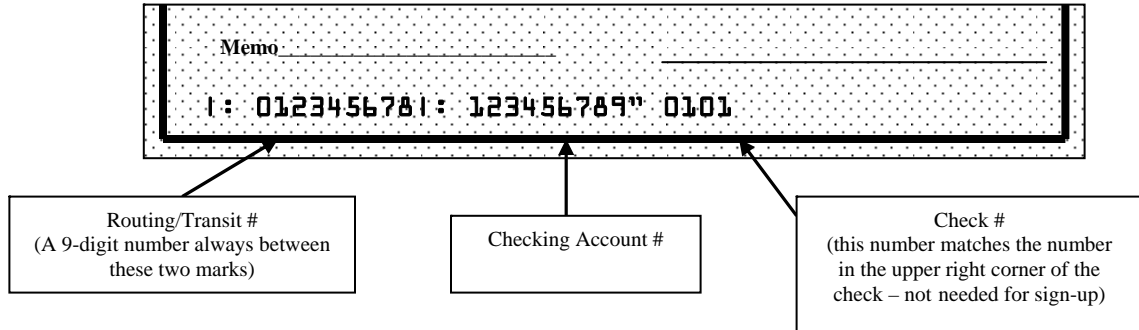 Memo
|: 012345678|: 123456789” 0101
Routing/Transit #
(A 9-digit number always between
these two marks)
Checking Account #
Check #
(this number matches the number
in the upper right corner of the
check – not needed for sign-up)